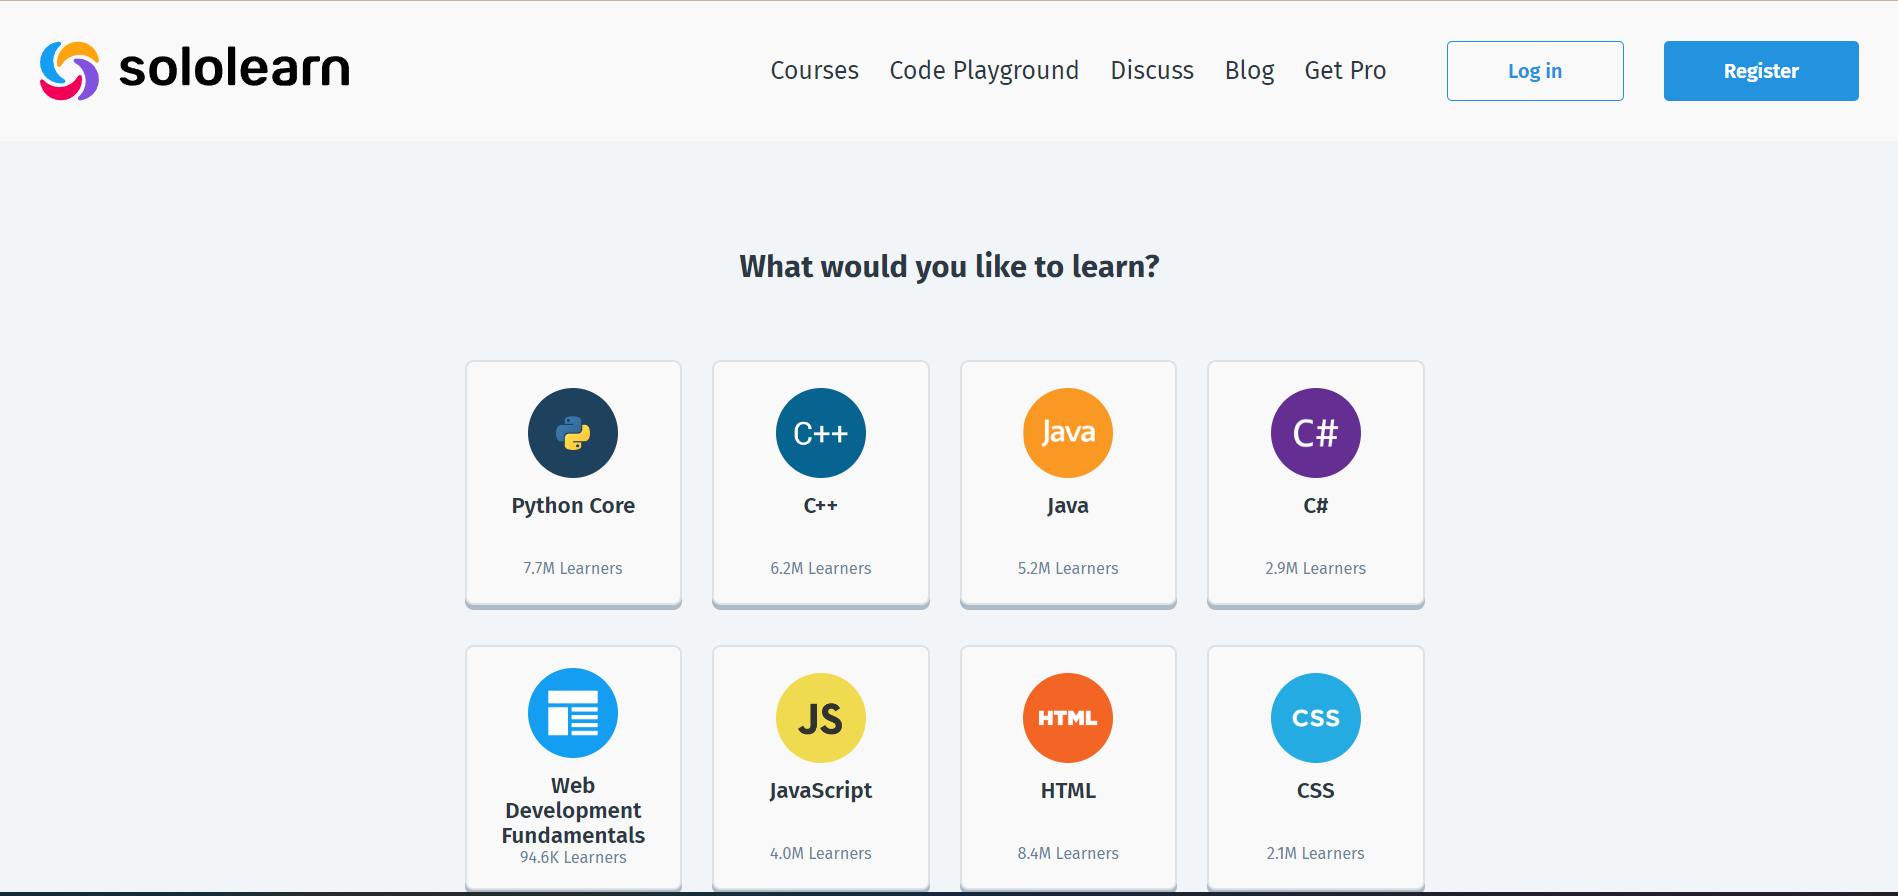 sololearn
Courses Code Playground Discuss Blog Get Pro Log in Register
What would you like to learn?
C++ Java C#
Python Core C++ Java C#
7.7M Learners 6.2M Learners 5.2M Learners 2.9M Learners
JS HTML CSS
Web
Development
Fundamentals
JavaScript HTML CSS
94.6K Learners 4.0M Learners 8.4M Learners 2.1M Learners